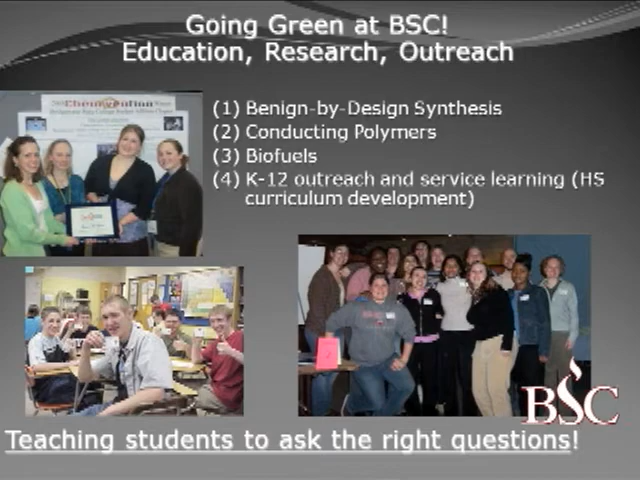 Going Green at BSC!
Education, Research, Outreach
(1) Benign-by-Design Synthesis
(2) Conducting Polymers
(3) Biofuels
(4) K-12 outreach and service learning (HS
curriculum development)
BSC
Teaching students to ask the right questions!